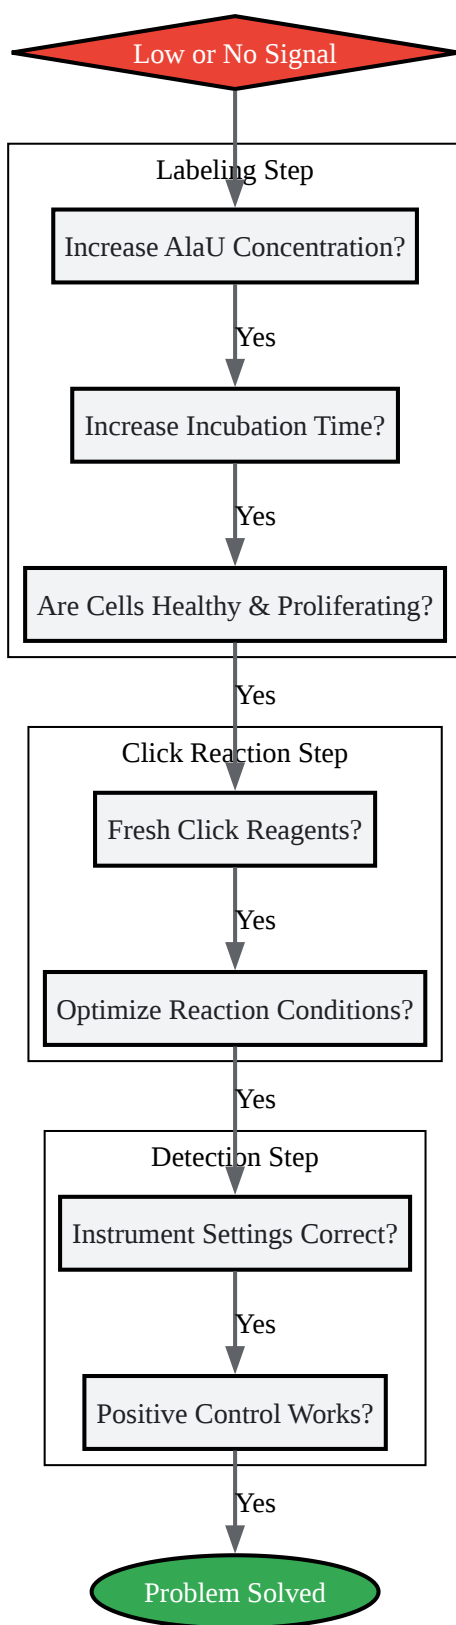 Low or No Signal
Labeling Step
Increase AlaU Concentration?
Yes
Increase Incubation Time?
Yes
Are Cells Healthy & Proliferating?
Yes
Click Reaction Step
Fresh Click Reagents?
Yes
Optimize Reaction Conditions?
Yes
Detection Step
Instrument Settings Correct?
Yes
Positive Control Works?
Yes
Problem Solved